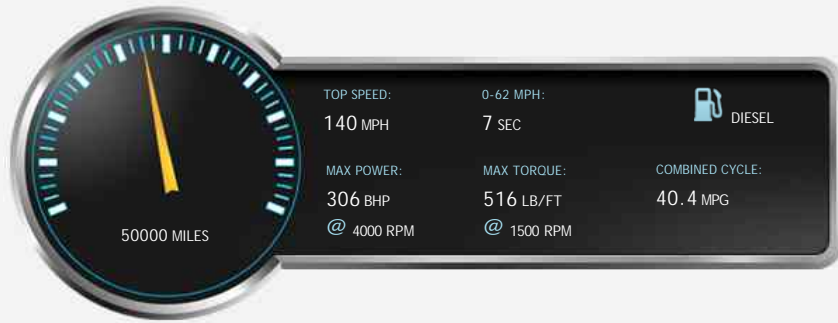 TOP SPEED:
140 MPH
0-62 MPH:
7 SEC
DIESEL
MAX POWER:
306 BHP
@ 4000 RPM
MAX TORQUE:
516 LB/FT
@ 1500 RPM
COMBINED CYCLE:
40.4 MPG
50000 MILES